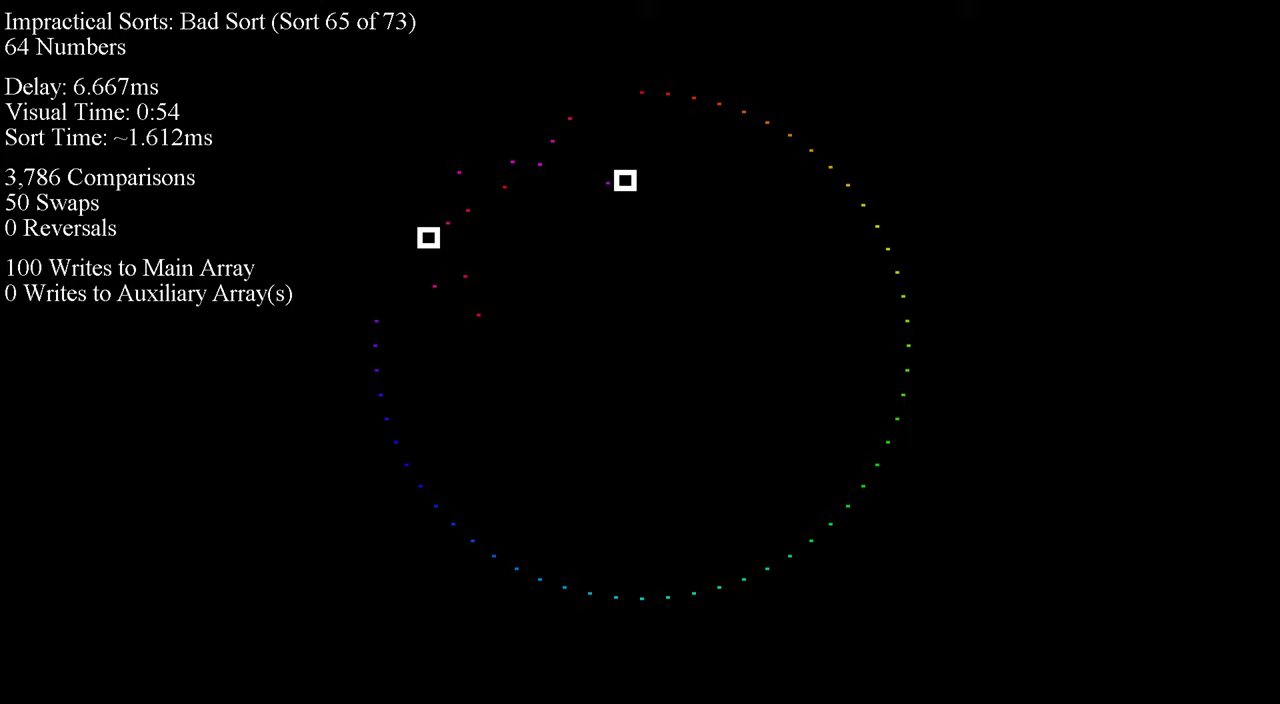 Impractical Sorts: Bad Sort (Sort 65 of 73)
64 Numbers
Delay: 6.667ms
Visual Time: 0:54
Sort Time: ~1.612ms
3,786 Comparisons
50 Swaps
0 Reversals
100 Writes to Main Array
0 Writes to Auxiliary Array(s)